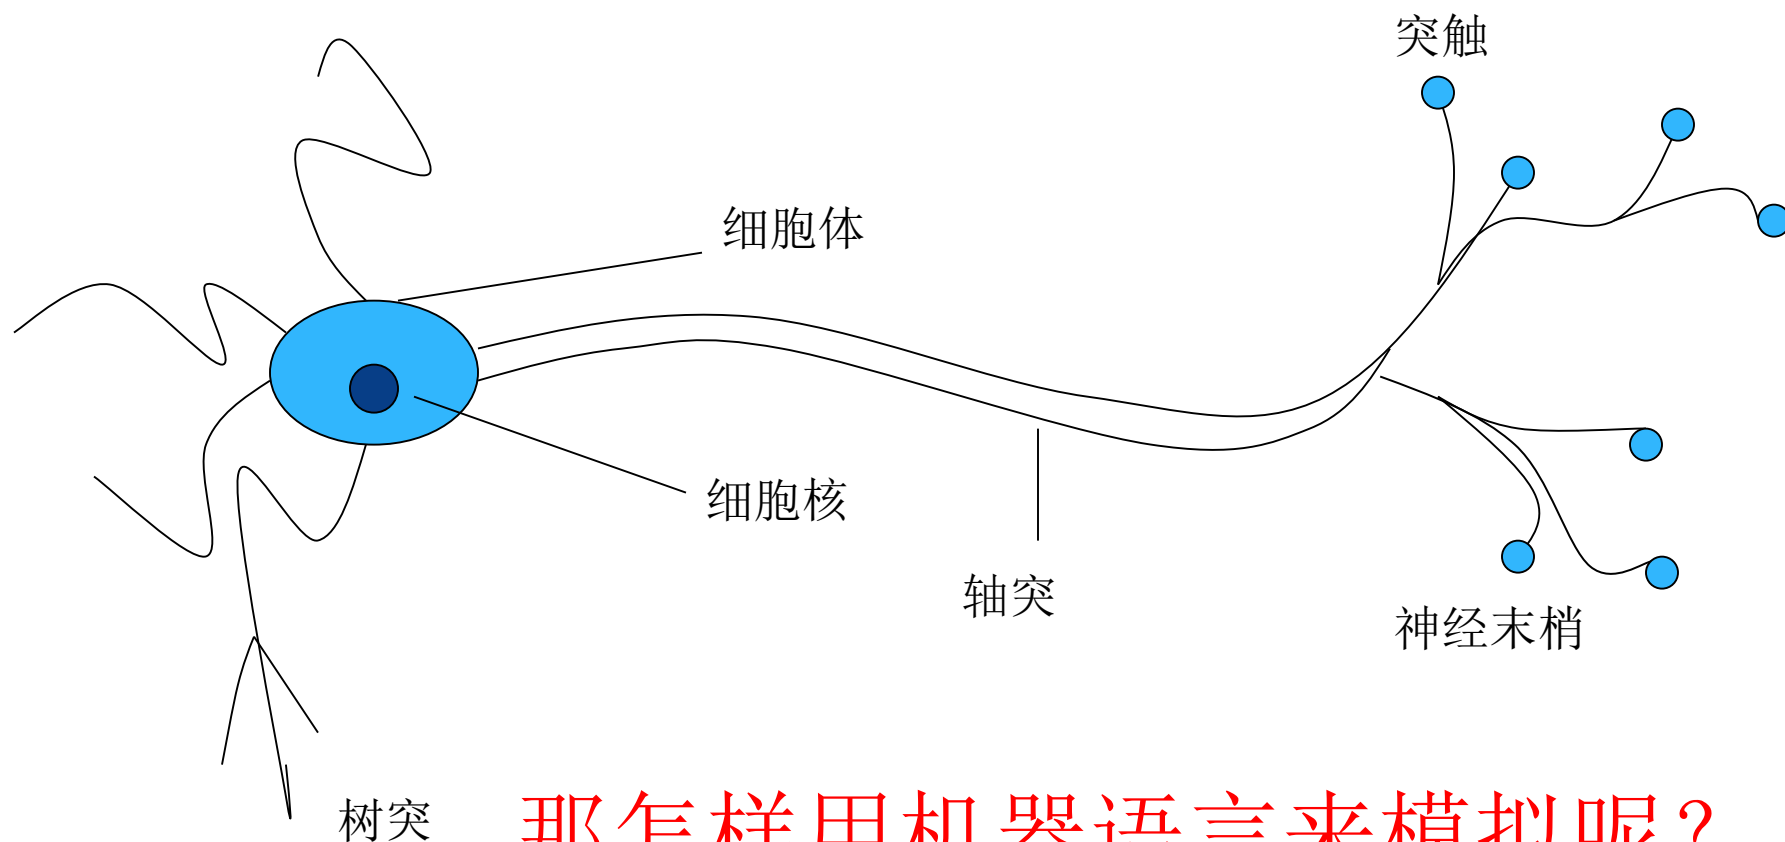 突触
细胞体
细胞核
轴突
神经末梢
树突
那怎样用机器语言来模拟呢?